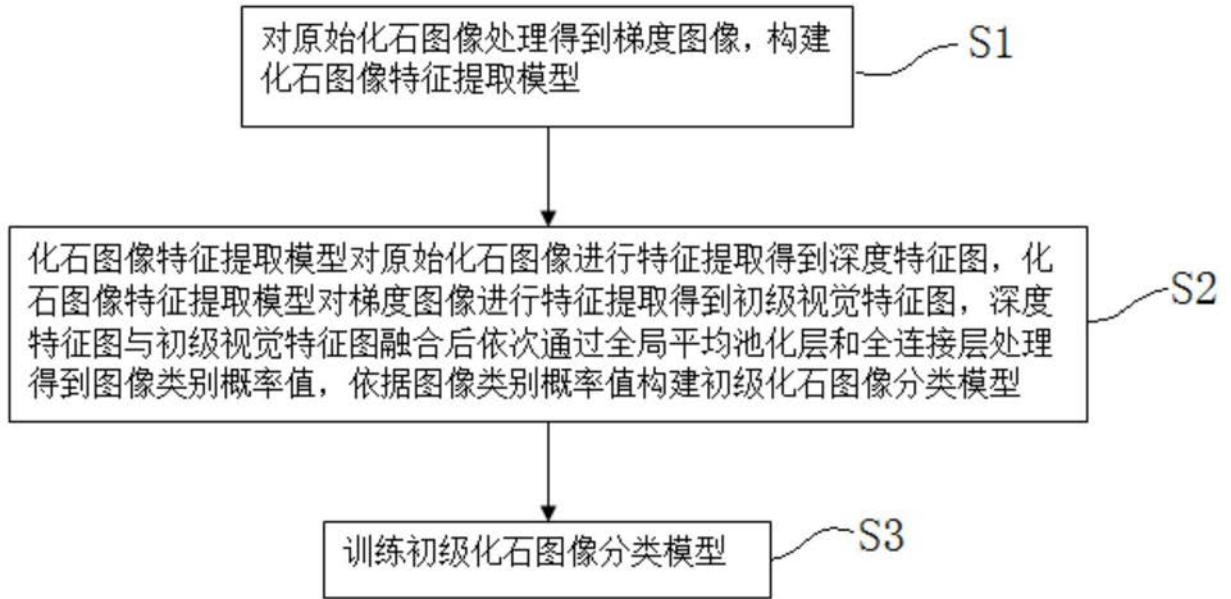 对原始化石图像处理得到梯度图像，构建
化石图像特征提取模型
S1
化石图像特征提取模型对原始化石图像进行特征提取得到深度特征图，化
石图像特征提取模型对梯度图像进行特征提取得到初级视觉特征图，深度
特征图与初级视觉特征图融合后依次通过全局平均池化层和全连接层处理
得到图像类别概率值，依据图像类别概率值构建初级化石图像分类模型
S2
训练初级化石图像分类模型
S3